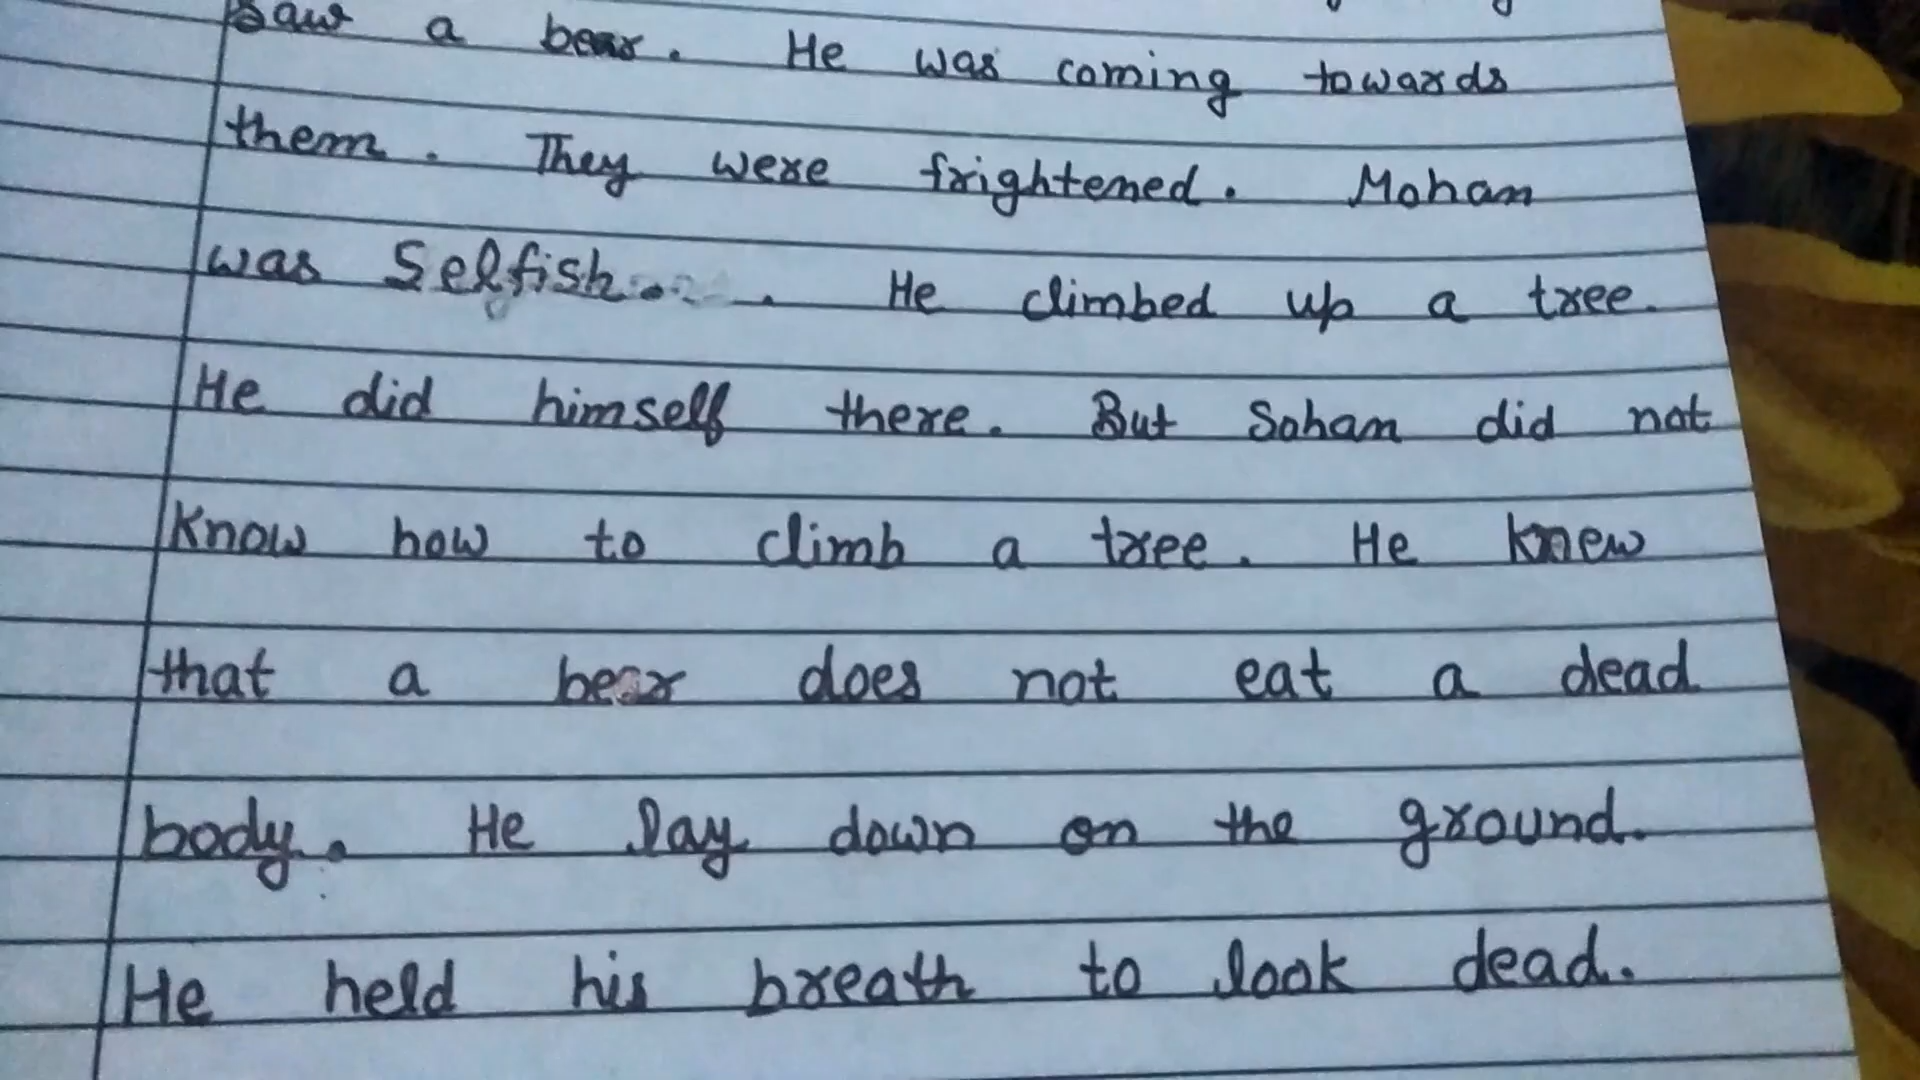 saw a bear. He was coming towards
them. They were frightened. Mohan
was Selfish. . He climbed up a tree.
He did himself there. But Sohan did not
know how to climb a tree. He knew
that a bear does not eat a dead
body. He lay down on the ground.
He held his breath to look dead.